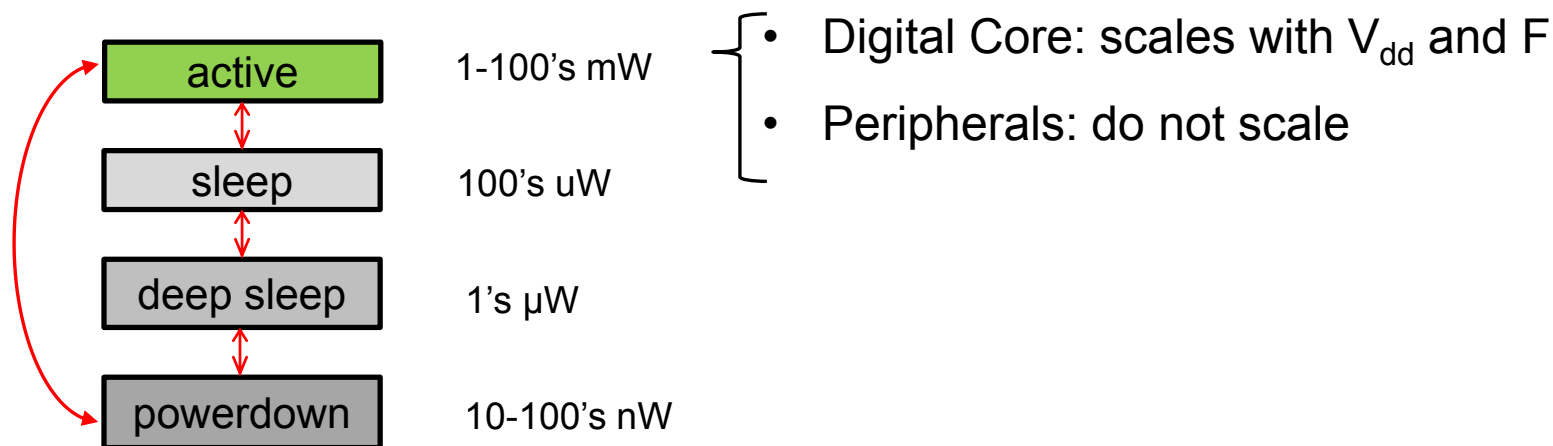 active
1-100’s mW
• Digital Core: scales with Vdd and F
• Peripherals: do not scale
sleep
100’s uW
deep sleep
1’s µW
powerdown
10-100’s nW